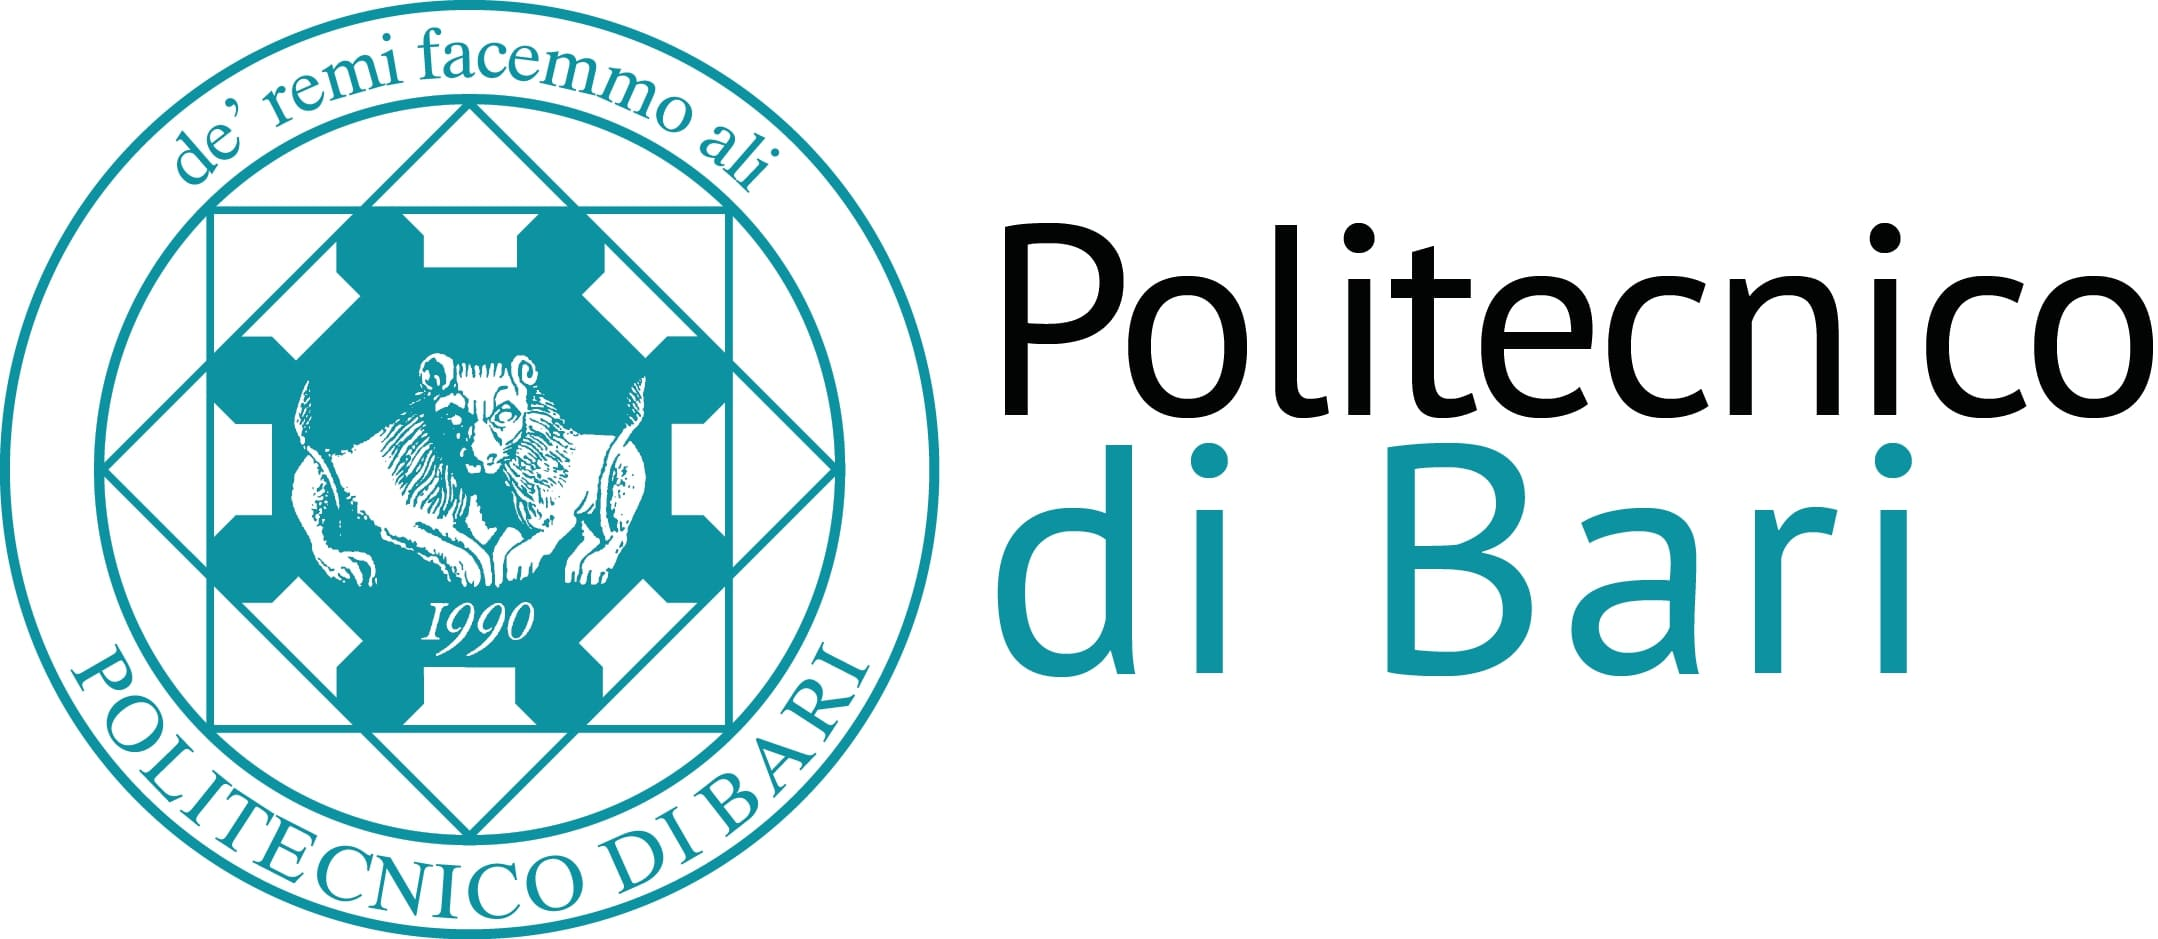 de’ remi facemmo ali
1990
POLITECNICO DI BARI
Politecnico
di Bari